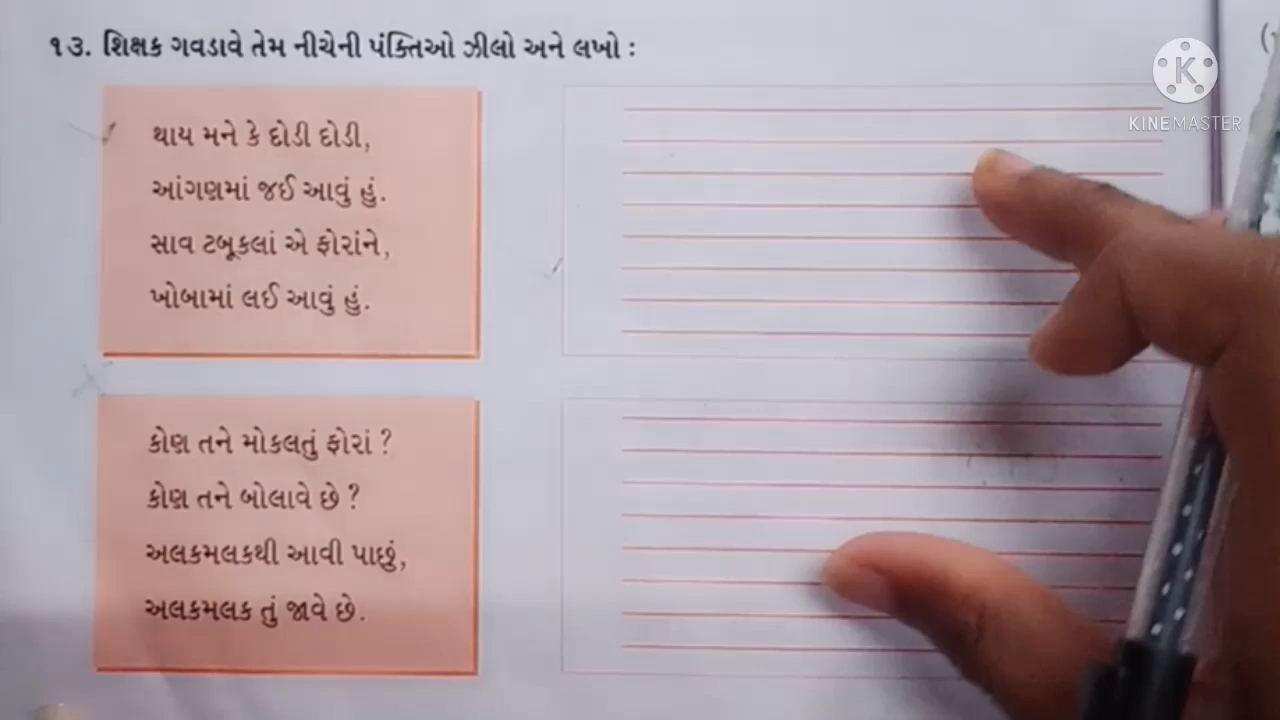 ૧૩. શિક્ષક ગવડાવે તેમ નીચેની પંક્તિઓ ઝીલો અને લખો :
થાય મને કે દોડી દોડી,
આંગણમાં જઈ આવું હું.
સાવ ટબૂકલાં એ ફોરાંને,
ખોબામાં લઈ આવું હું.
કોણ તને મોકલતું ફોરાં ?
કોણ તને બોલાવે છે ?
અલકમલકથી આવી પાછું,
અલકમલક તું જાવે છે.
K
KINEMASTER